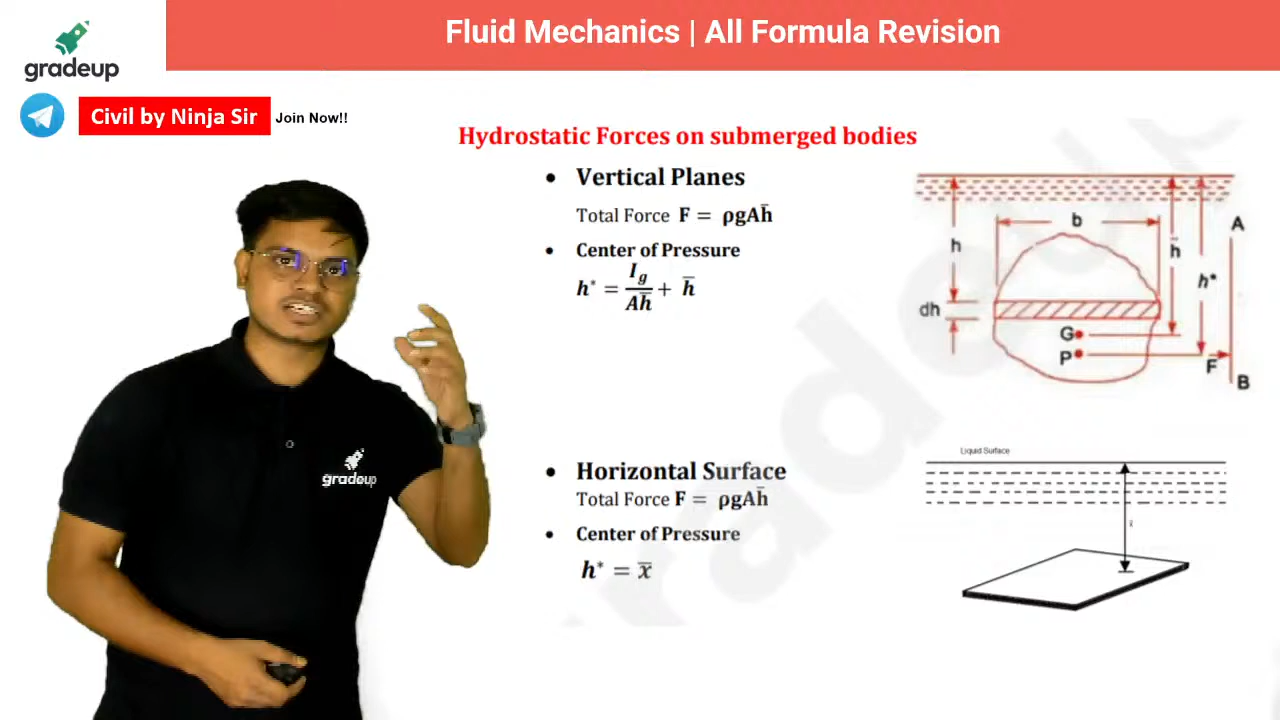 Fluid Mechanics | All Formula Revision
gradeup
Civil by Ninja Sir Join Now!!
Hydrostatic Forces on submerged bodies
• Vertical Planes
Total Force F = ρgAh̄
• Center of Pressure
h* = I_g / Ah̄ + h̄
h
b
h̄
h*
A
dh
G
P
F
B
gradeup
• Horizontal Surface
Total Force F = ρgAh̄
• Center of Pressure
h* = x̄
Liquid Surface